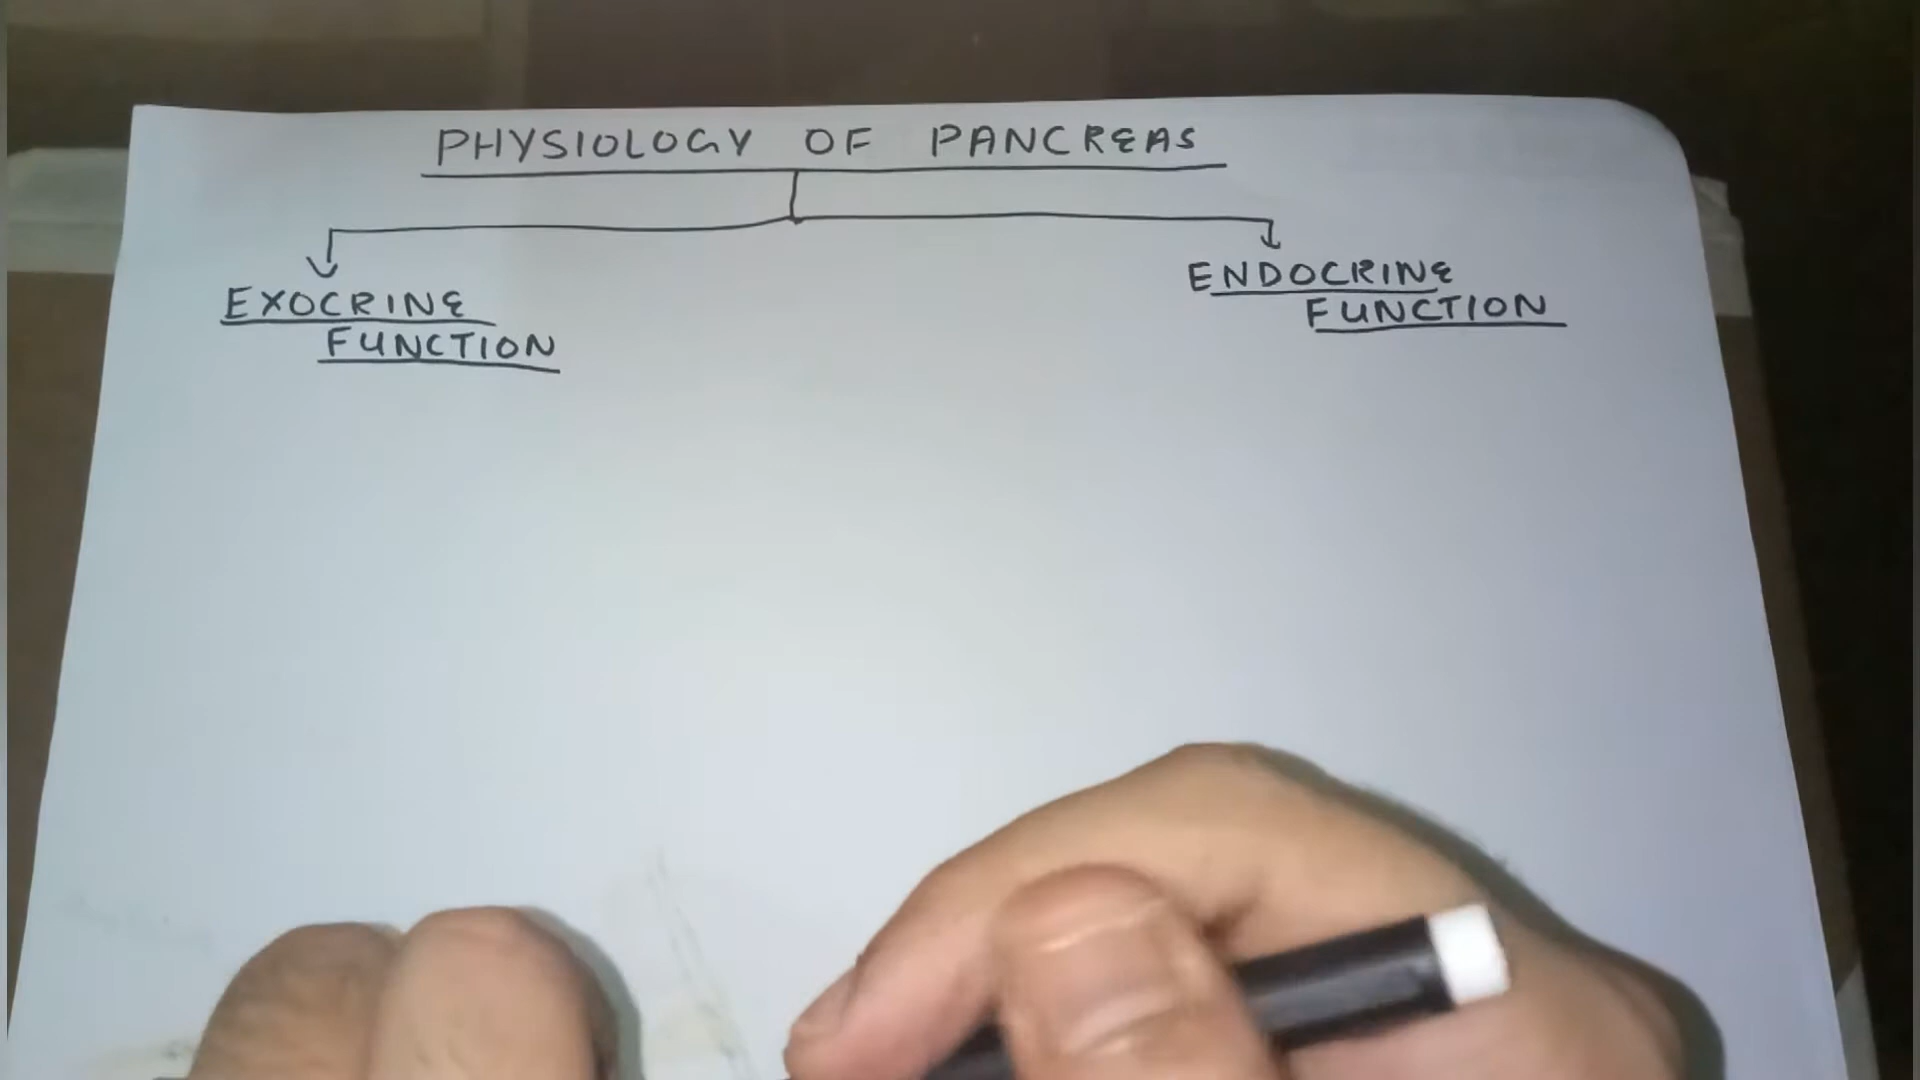 PHYSIOLOGY OF PANCREAS
EXOCRINE
FUNCTION
ENDOCRINE
FUNCTION